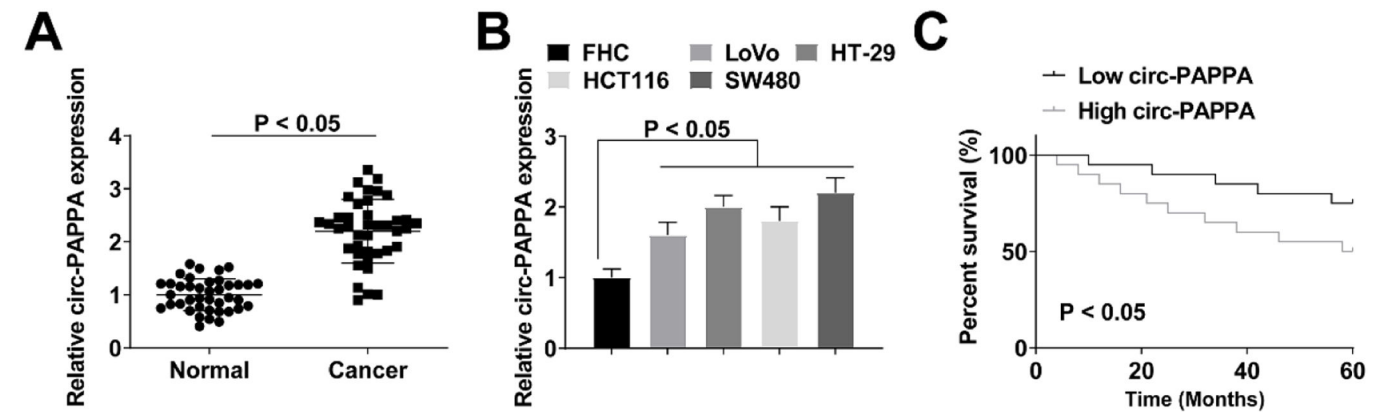 A
Relative circ-PAPPA expression
4
3
2
1
0
P < 0.05
Normal Cancer
B
FHC LoVo HT-29
HCT116 SW480
Relative circ-PAPPA expression
3
2
1
0
P < 0.05
C
Low circ-PAPPA
High circ-PAPPA
Percent survival (%)
100
50
0
P < 0.05
0 20 40 60
Time (Months)